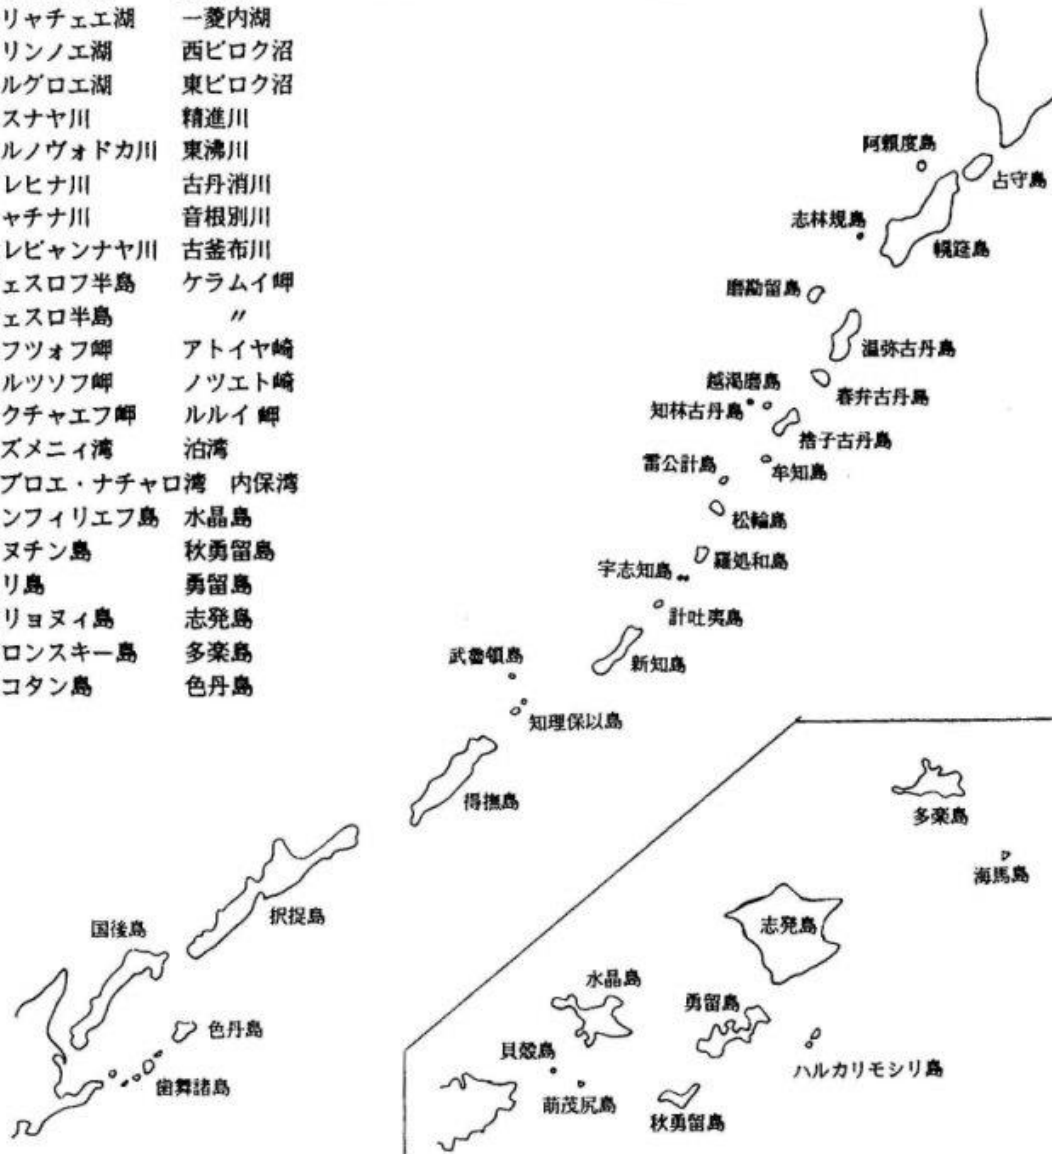 リャチェエ湖 一菱内湖
リンノエ湖 西ビロク沼
ルグロエ湖 東ビロク沼
スナヤ川 精進川
ルノヴォドカ川 東沸川
レヒナ川 古丹消川
ャチナ川 音根別川
レビャンナヤ川 古釜布川
ェスロフ半島 ケラムイ岬
ェスロ半島 〃
フツォフ岬 アトイヤ崎
ルツソフ岬 ノツエト崎
クチャエフ岬 ルルイ岬
ズメニィ湾 泊湾
ブロエ・ナチャロ湾 内保湾
ンフィリエフ島 水晶島
ヌチン島 秋勇留島
リ島 勇留島
リョヌィ島 志発島
ロンスキー島 多楽島
コタン島 色丹島
阿頼度島
占守島
志林規島
幌筵島
磨勘留島
温弥古丹島
越渇磨島
春弁古丹島
知林古丹島
捨子古丹島
雷公計島
牟知島
松輪島
羅処和島
宇志知島
計吐夷島
新知島
武魯頓島
知理保以島
得撫島
択捉島
国後島
色丹島
歯舞諸島
多楽島
海馬島
志発島
水晶島
勇留島
貝殻島
ハルカリモシリ島
萌茂尻島
秋勇留島